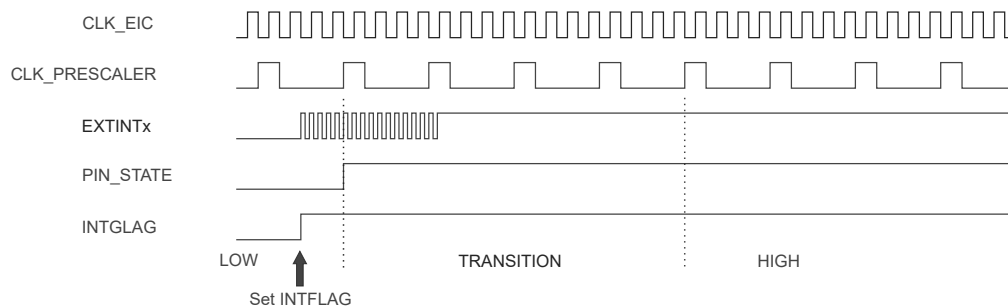 CLK_EIC
CLK_PRESCALER
EXTINTx
PIN_STATE
INTGLAG
LOW TRANSITION HIGH
Set INTFLAG